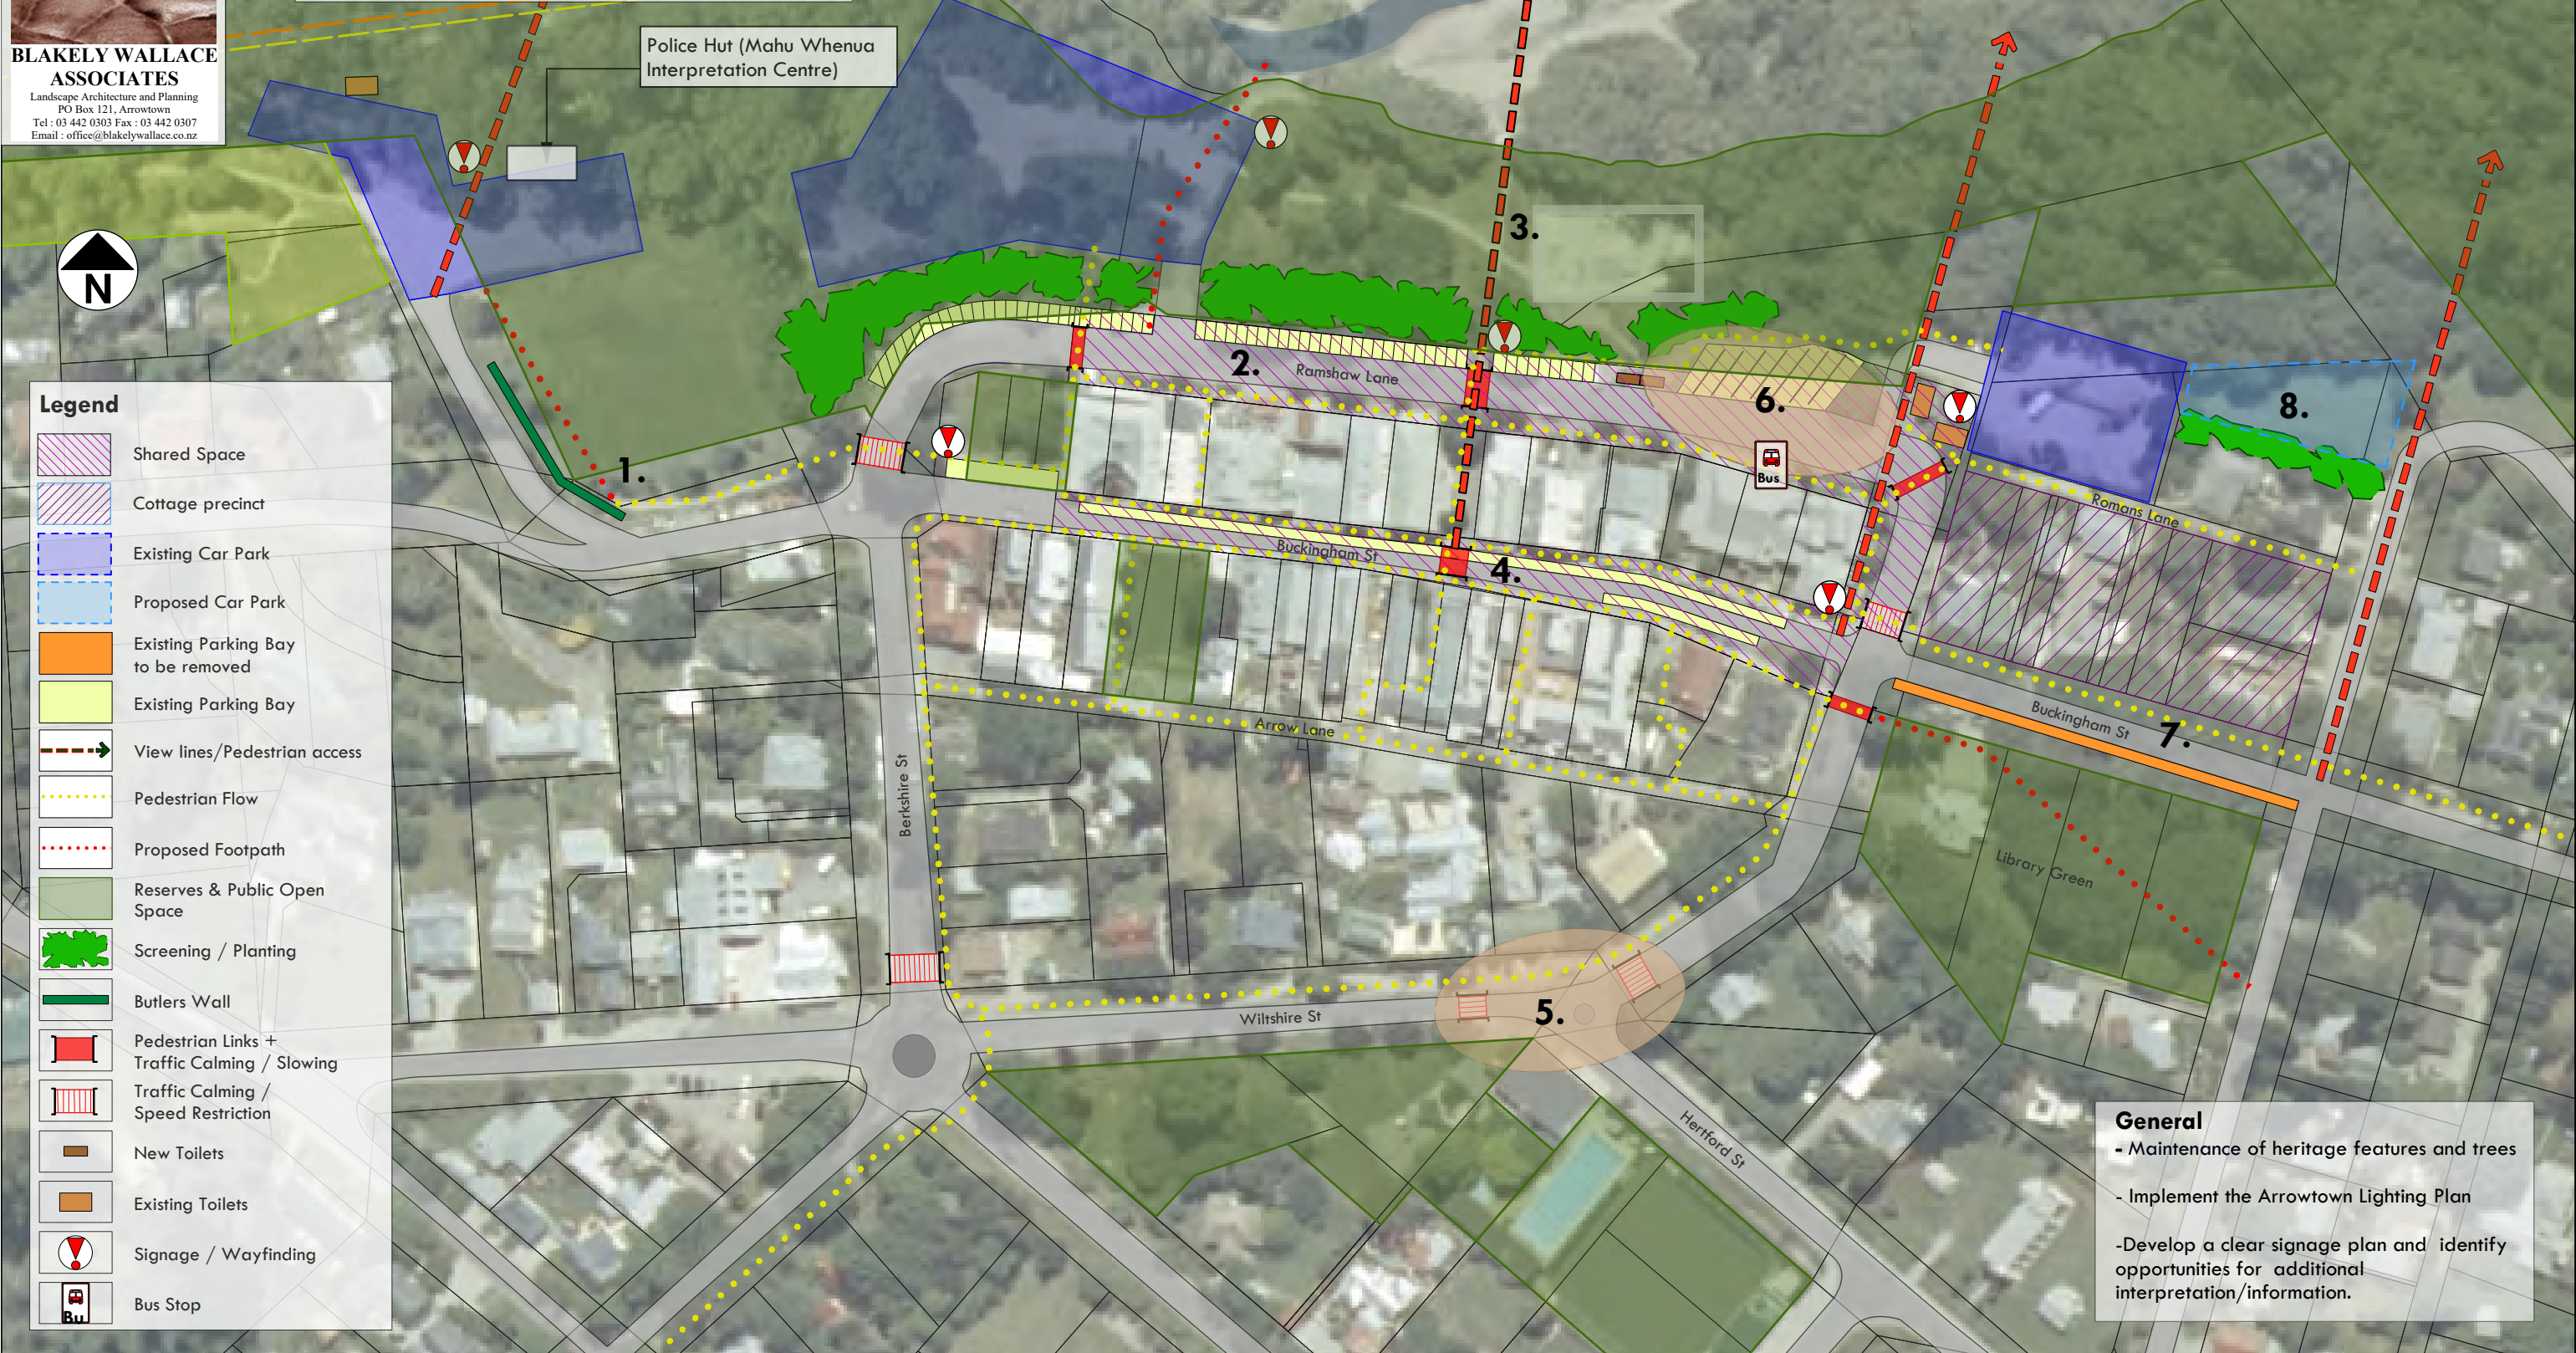 BLAKELY WALLACE
ASSOCIATES
Landscape Architecture and Planning
PO Box 121, Arrowtown
Tel : 03 442 0303 Fax : 03 442 0307
Email : office@blakelywallace.co.nz
Police Hut (Mahu Whenua
Interpretation Centre)
N
Legend
Shared Space
Cottage precinct
Existing Car Park
Proposed Car Park
Existing Parking Bay
to be removed
Existing Parking Bay
View lines/Pedestrian access
Pedestrian Flow
Proposed Footpath
Reserves & Public Open
Space
Screening / Planting
Butlers Wall
Pedestrian Links +
Traffic Calming / Slowing
Traffic Calming /
Speed Restriction
New Toilets
Existing Toilets
Signage / Wayfinding
Bu
Bus Stop
1.
2.
Ramshaw Lane
3.
6.
Bus
8.
Romans Lane
Buckingham St
4.
Buckingham St
7.
Arrow Lane
Berkshire St
Library Green
Wiltshire St
5.
Hertford St
General
- Maintenance of heritage features and trees
- Implement the Arrowtown Lighting Plan
-Develop a clear signage plan and identify
opportunities for additional
interpretation/information.